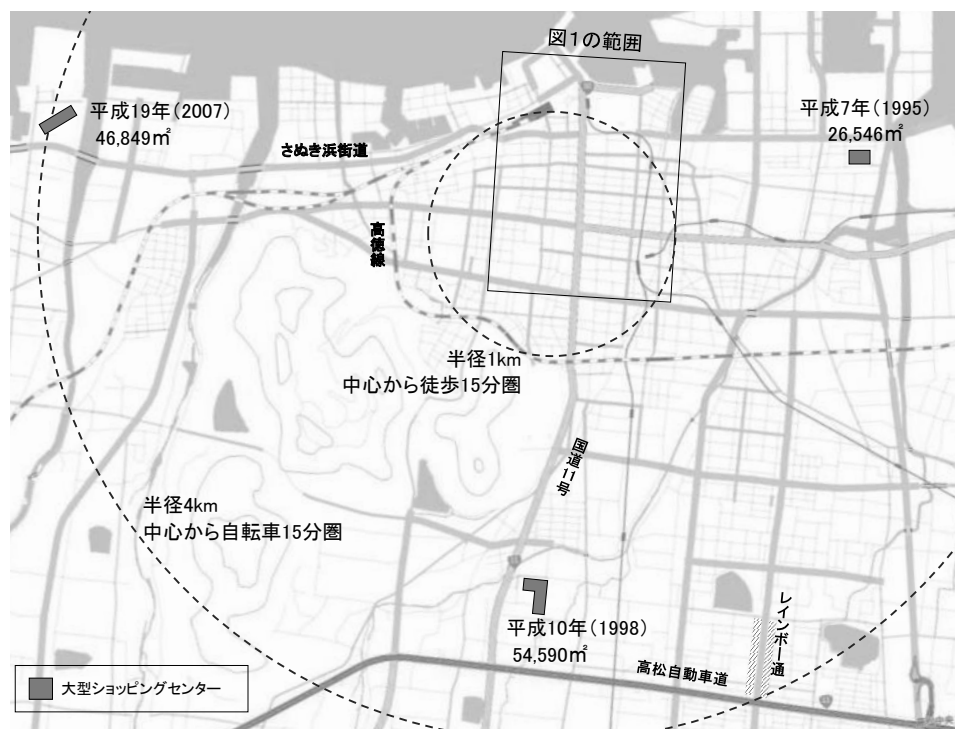 図1の範囲
平成19年(2007)
46,849㎡
平成7年(1995)
26,546㎡
さぬき浜街道
高徳線
半径1km
中心から徒歩15分圏
国道11号
半径4km
中心から自転車15分圏
平成10年(1998)
54,590㎡
レインボー通
高松自動車道
大型ショッピングセンター